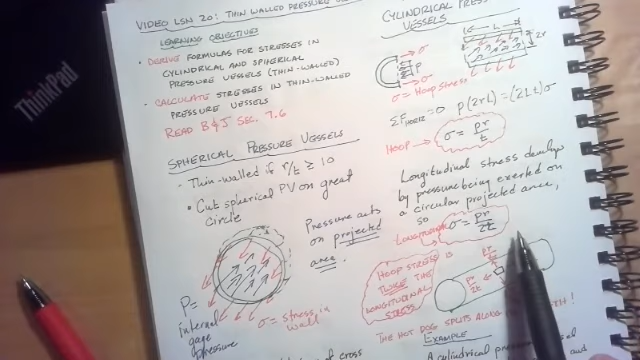 ThinkPad
VIDEO LSN 20: THIN WALLED PRESSURE
LEARNING OBJECTIVES
• DERIVE FORMULAS FOR STRESSES IN
CYLINDRICAL AND SPHERICAL
PRESSURE VESSELS (THIN-WALLED)
• CALCULATE STRESSES IN THIN-WALLED
PRESSURE VESSELS
READ B&J SEC. 7.6
SPHERICAL PRESSURE VESSELS
- Thin-walled if r/t ≥ 10
• Cut spherical PV on great
circle
Pressure acts
on projected
area.
P=
internal
gage
pressure
σ = stress in
wall
of cross
CYLINDRICAL
VESSELS
L
σ
P
σ
2r
σ = Hoop Stress
ΣF HOOP = 0 p(2rL) = (2Lt)σ
HOOP → σ = pr/t
Longitudinal stress develops
by pressure being exerted on
a circular projected area,
so
LONGITUDINAL σ = pr/2t
HOOP STRESS IS
TWICE THE
LONGITUDINAL
STRESS
THE HOT DOG SPLITS ALONG
EXAMPLE
A cylindrical
and